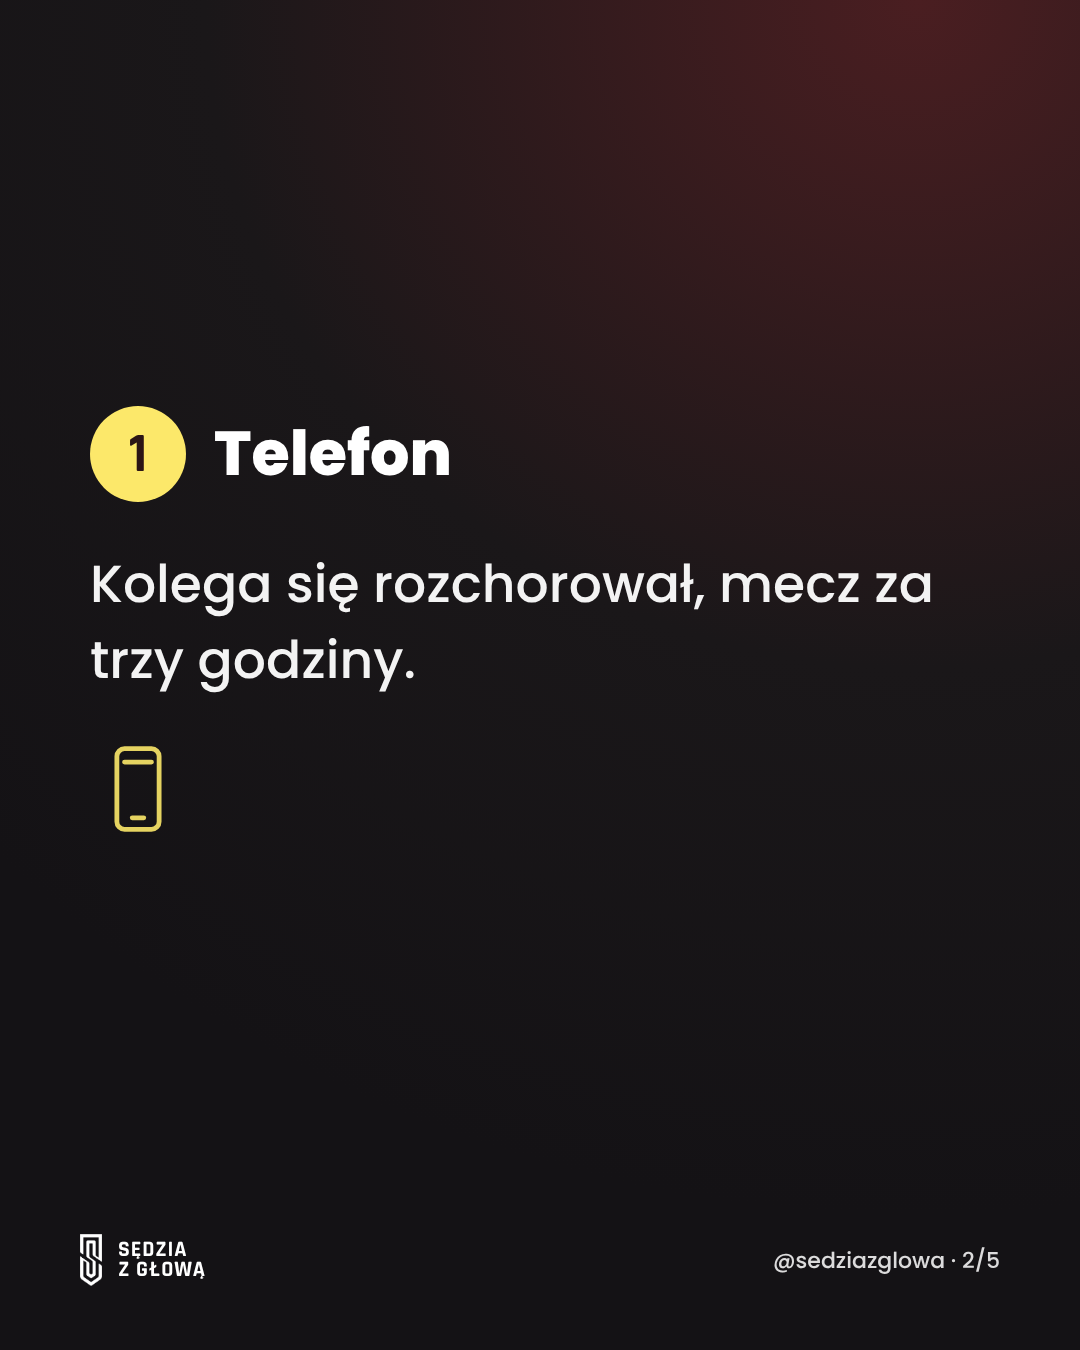 1 Telefon
Kolega się rozchorował, mecz za
trzy godziny.
SĘDZIA
Z GŁOWĄ
@sedziazglowa · 2/5